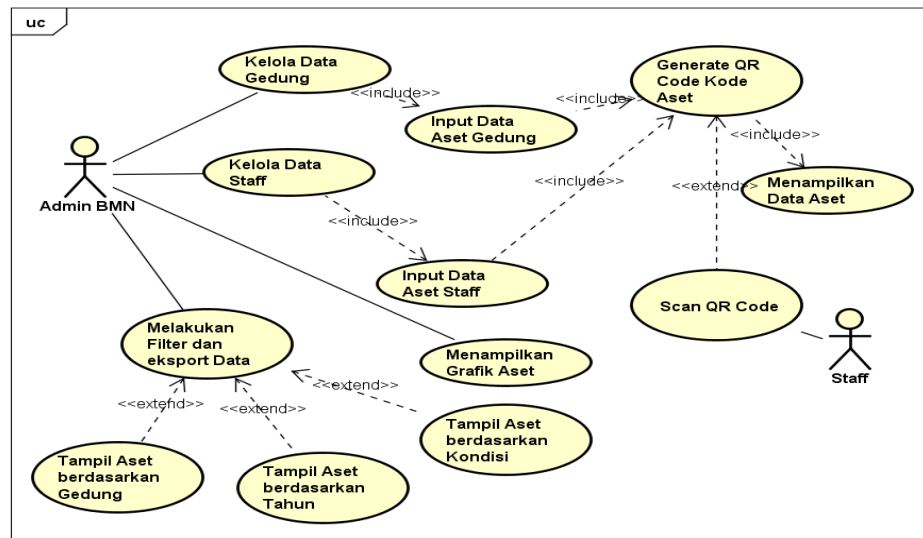 uc
Kelola Data
Gedung
<<include>>
Input Data
Aset Gedung
<<include>>
Generate QR
Code Kode
Aset
<<include>>
Menampilkan
Data Aset
Admin BMN
Kelola Data
Staff
<<include>>
<<include>>
<<extend>>
Input Data
Aset Staff
Scan QR Code
Staff
Melakukan
Filter dan
eksport Data
Menampilkan
Grafik Aset
<<extend>>
<<extend>>
<<extend>>
Tampil Aset
berdasarkan
Gedung
Tampil Aset
berdasarkan
Tahun
Tampil Aset
berdasarkan
Kondisi